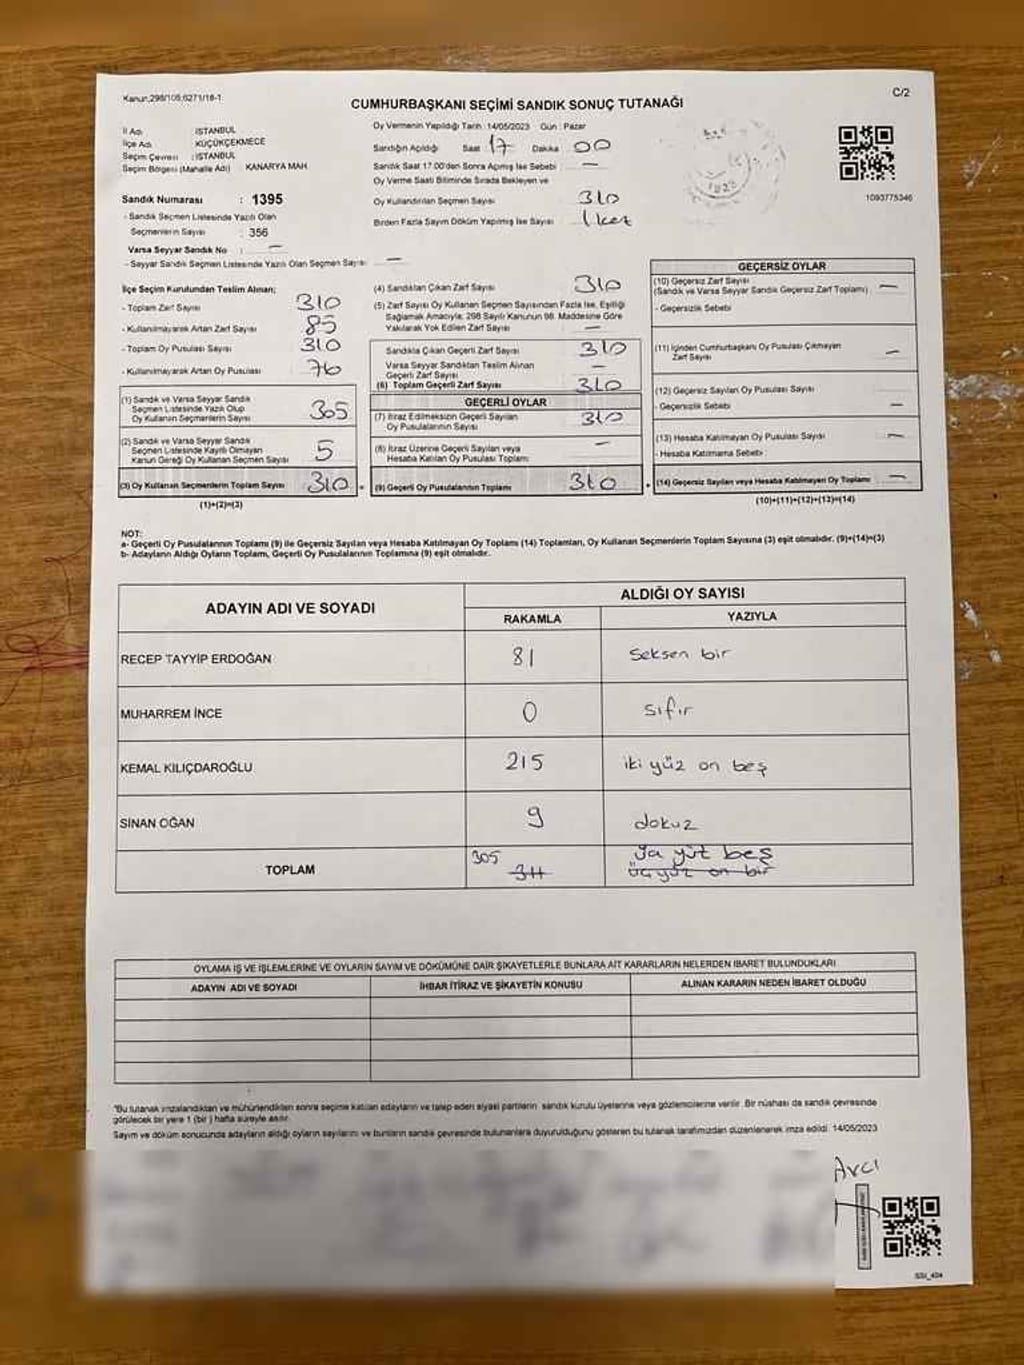 Kanun:298/105;6271/18-1
CUMHURBAŞKANI SEÇİMİ SANDIK SONUÇ TUTANAĞI
C/2
İl Adı : İSTANBUL
İlçe Adı : KÜÇÜKÇEKMECE
Seçim Çevresi : İSTANBUL
Seçim Bölgesi (Mahalle Adı) KANARYA MAH.
Sandık Numarası : 1395
- Sandık Seçmen Listesinde Yazılı Olan
Seçmenlerin Sayısı : 356
Varsa Seyyar Sandık No : —
- Seyyar Sandık Seçmen Listesinde Yazılı Olan Seçmen Sayısı —
Oy Vermenin Yapıldığı Tarih : 14/05/2023 Gün : Pazar
Sandığın Açıldığı Saat 17 Dakika 00
Sandık Saat 17.00'den Sonra Açılmış İse Sebebi : —
Oy Verme Saati Bitiminde Sırada Bekleyen ve
Oy Kullandırılan Seçmen Sayısı 310
Birden Fazla Sayım Döküm Yapılmış İse Sayısı 1 kez
1093775346
İlçe Seçim Kurulundan Teslim Alınan;
- Toplam Zarf Sayısı 310
- Kullanılmayarak Artan Zarf Sayısı 85
- Toplam Oy Pusulası Sayısı 310
- Kullanılmayarak Artan Oy Pusulası 76
(1) Sandık ve Varsa Seyyar Sandık
Seçmen Listesinde Yazılı Olup
Oy Kullanan Seçmenlerin Sayısı 305
(2) Sandık ve Varsa Seyyar Sandık
Seçmen Listesinde Kayıtlı Olmayan
Kanun Gereği Oy Kullanan Seçmen Sayısı 5
(3) Oy Kullanan Seçmenlerin Toplam Sayısı 310
(1)+(2)=(3)
(4) Sandıktan Çıkan Zarf Sayısı 310
(5) Zarf Sayısı Oy Kullanan Seçmen Sayısından Fazla İse, Eşitliği
Sağlamak Amacıyla; 298 Sayılı Kanunun 98. Maddesine Göre
Yakılarak Yok Edilen Zarf Sayısı —
Sandıkta Çıkan Geçerli Zarf Sayısı 310
Varsa Seyyar Sandıktan Teslim Alınan
Geçerli Zarf Sayısı —
(6) Toplam Geçerli Zarf Sayısı 310
GEÇERLİ OYLAR
(7) İtiraz Edilmeksizin Geçerli Sayılan
Oy Pusulalarının Sayısı 310
(8) İtiraz Üzerine Geçerli Sayılan veya
Hesaba Katılan Oy Pusulası Toplamı —
(9) Geçerli Oy Pusulalarının Toplamı 310
GEÇERSİZ OYLAR
(10) Geçersiz Zarf Sayısı
(Sandık ve Varsa Seyyar Sandık Geçersiz Zarf Toplamı) —
- Geçersizlik Sebebi
(11) İçinden Cumhurbaşkanı Oy Pusulası Çıkmayan
Zarf Sayısı —
(12) Geçersiz Sayılan Oy Pusulası Sayısı
- Geçersizlik Sebebi —
(13) Hesaba Katılmayan Oy Pusulası Sayısı —
- Hesaba Katılmama Sebebi
(14) Geçersiz Sayılan veya Hesaba Katılmayan Oy Toplamı —
(10)+(11)+(12)+(13)=(14)
NOT:
a- Geçerli Oy Pusulalarının Toplamı (9) ile Geçersiz Sayılan veya Hesaba Katılmayan Oy Toplamı (14) Toplamları, Oy Kullanan Seçmenlerin Toplam Sayısına (3) eşit olmalıdır. (9)+(14)=(3)
b- Adayların Aldığı Oyların Toplamı, Geçerli Oy Pusulalarının Toplamına (9) eşit olmalıdır.
ADAYIN ADI VE SOYADI
ALDIĞI OY SAYISI
RAKAMLA YAZIYLA
RECEP TAYYİP ERDOĞAN 81 seksen bir
MUHARREM İNCE 0 sıfır
KEMAL KILIÇDAROĞLU 215 iki yüz on beş
SİNAN OĞAN 9 dokuz
305 yüz beş
TOPLAM 311 üç yüz on bir
OYLAMA İŞ VE İŞLEMLERİNE VE OYLARIN SAYIM VE DÖKÜMÜNE DAİR ŞİKAYETLERLE BUNLARA AİT KARARLARIN NELERDEN İBARET BULUNDUKLARI
ADAYIN ADI VE SOYADI İHBAR İTİRAZ VE ŞİKAYETİN KONUSU ALINAN KARARIN NEDEN İBARET OLDUĞU
*Bu tutanak imzalandıktan ve mühürlendikten sonra seçime katılan adayların ve talep eden siyasi partilerin sandık kurulu üyelerine veya gözlemcilerine verilir. Bir nüshası da sandık çevresinde
görülecek bir yere 1 (bir) hafta süreyle asılır.
Sayım ve döküm sonucunda adayların aldığı oyların sayılarını ve bunların sandık çevresinde bulunanlara duyurulduğunu gösteren bu tutanak tarafımızdan düzenlenerek imza edildi. 14/05/2023
Avcı